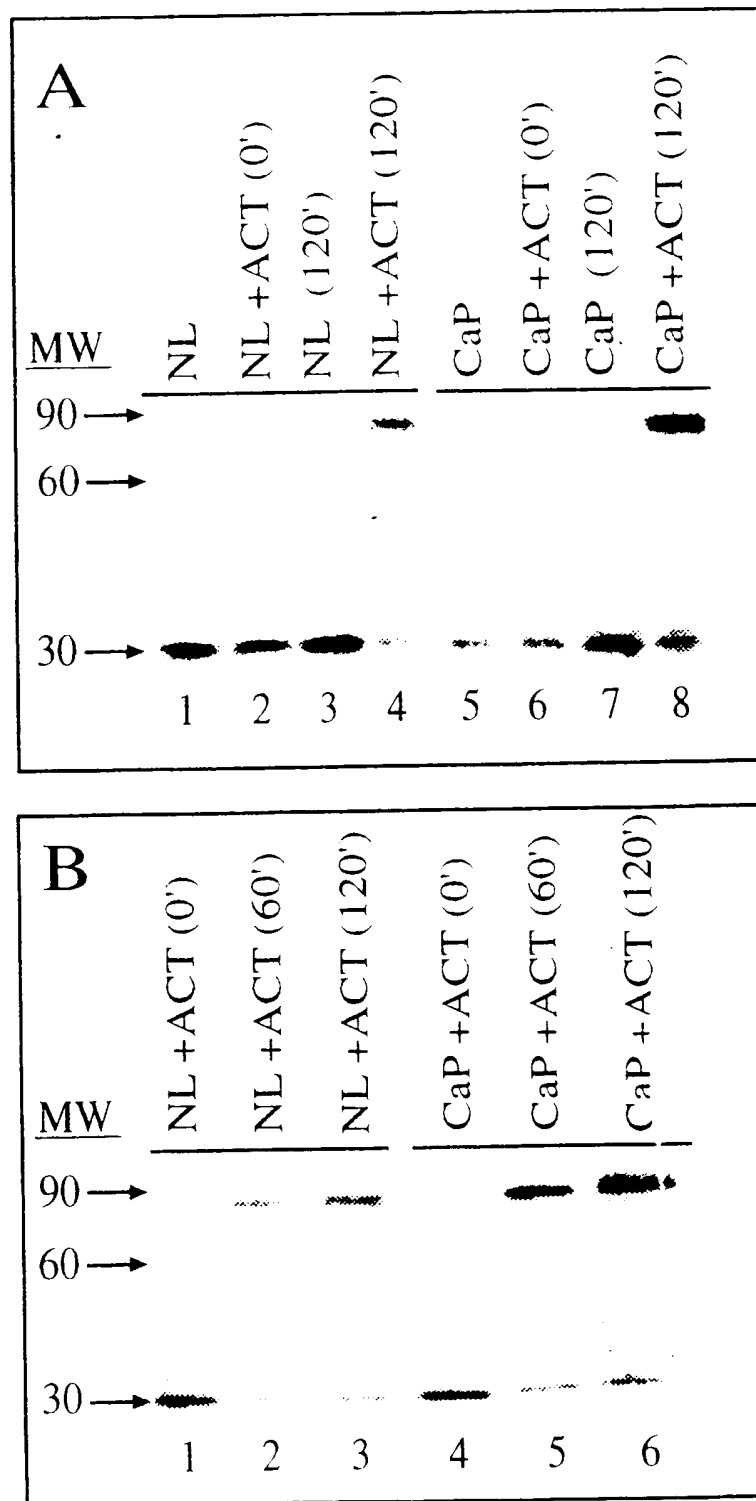 A
NL
NL +ACT (0')
NL (120')
NL +ACT (120')
CaP
CaP +ACT (0')
CaP (120')
CaP +ACT (120')
MW
90
60
30
1 2 3 4 5 6 7 8
B
NL +ACT (0')
NL +ACT (60')
NL +ACT (120')
CaP +ACT (0')
CaP +ACT (60')
CaP +ACT (120')
MW
90
60
30
1 2 3 4 5 6